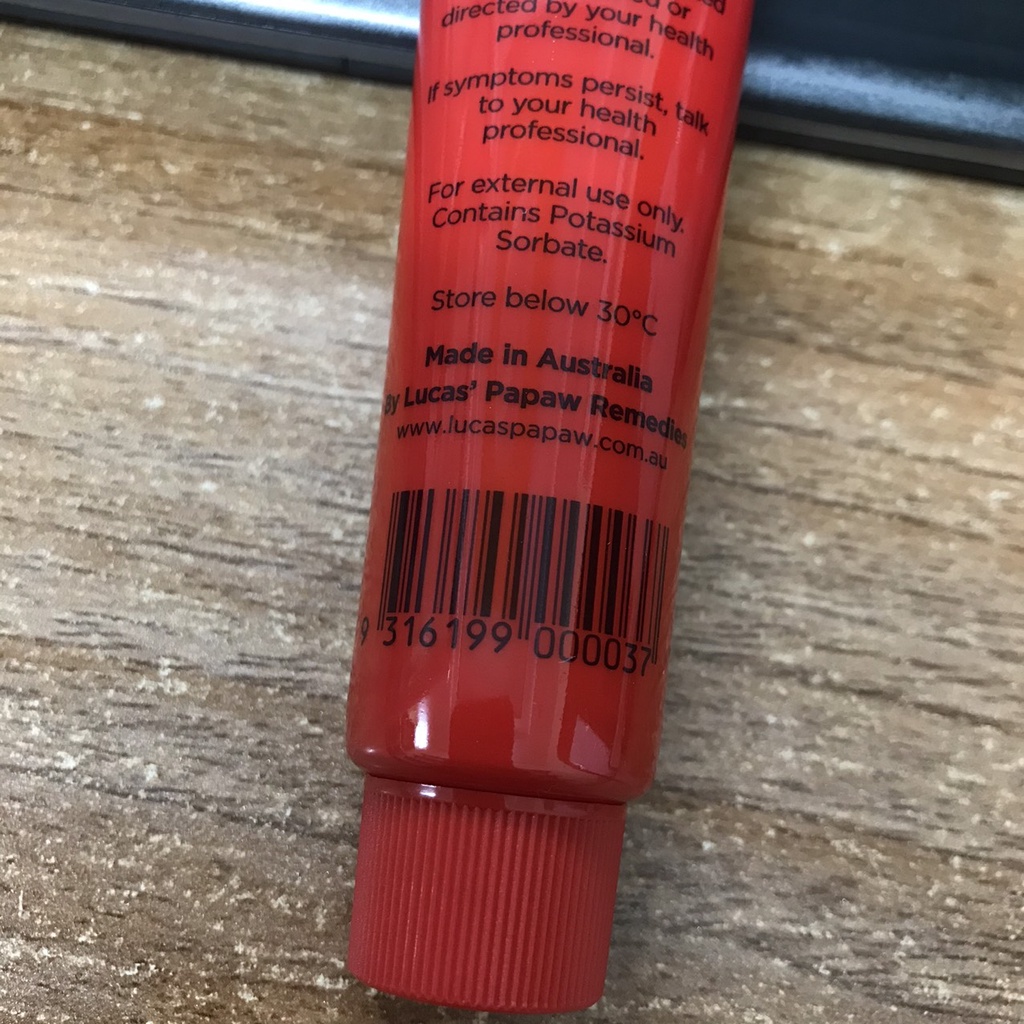 or
directed by your health
professional.
If symptoms persist, talk
to your health
professional.
For external use only.
Contains Potassium
Sorbate.
Store below 30°C
Made in Australia
By Lucas' Papaw Remedies
www.lucaspapaw.com.au
9 316199 000037